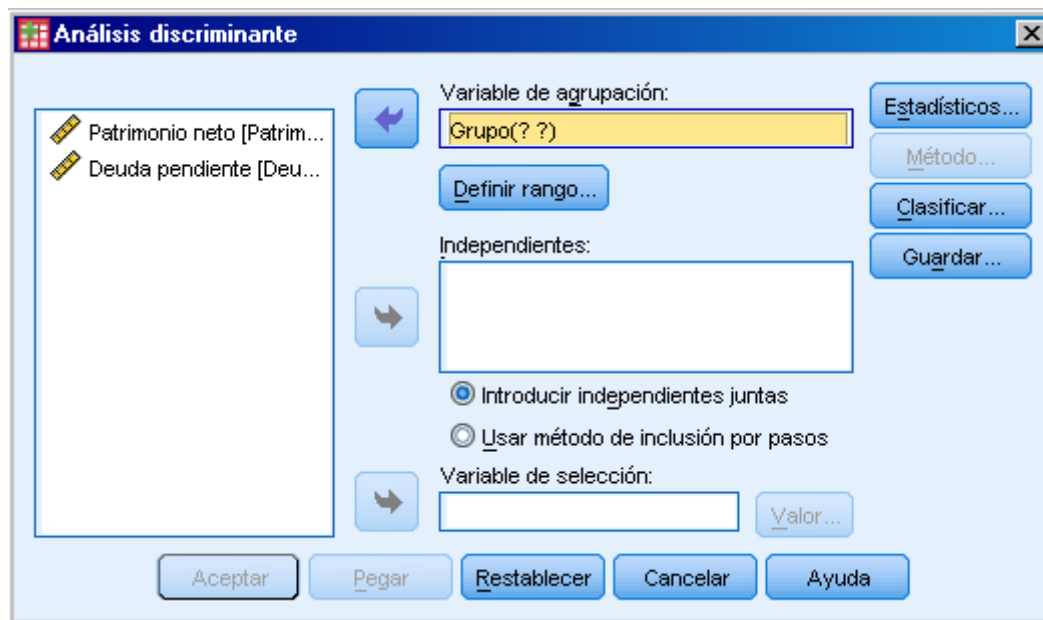 Análisis discriminante
Patrimonio neto [Patrim...
Deuda pendiente [Deu...
Variable de agrupación:
Grupo(? ?)
Definir rango...
Independientes:
Introducir independientes juntas
Usar método de inclusión por pasos
Variable de selección:
Valor...
Estadísticos...
Método...
Clasificar...
Guardar...
Aceptar
Pegar
Restablecer
Cancelar
Ayuda